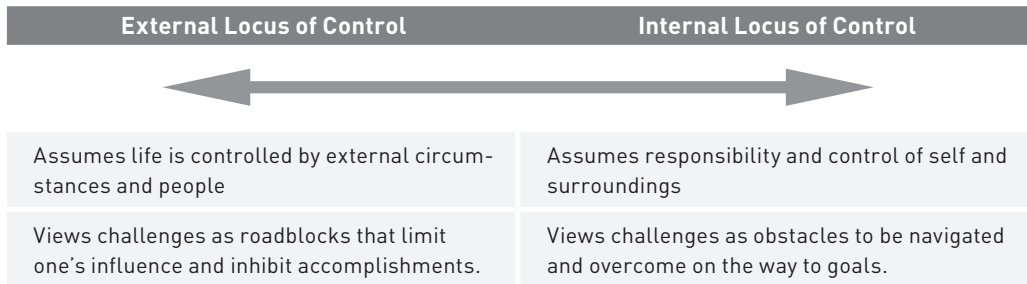 External Locus of Control
Internal Locus of Control
Assumes life is controlled by external circum-
stances and people
Assumes responsibility and control of self and
surroundings
Views challenges as roadblocks that limit
one's influence and inhibit accomplishments.
Views challenges as obstacles to be navigated
and overcome on the way to goals.